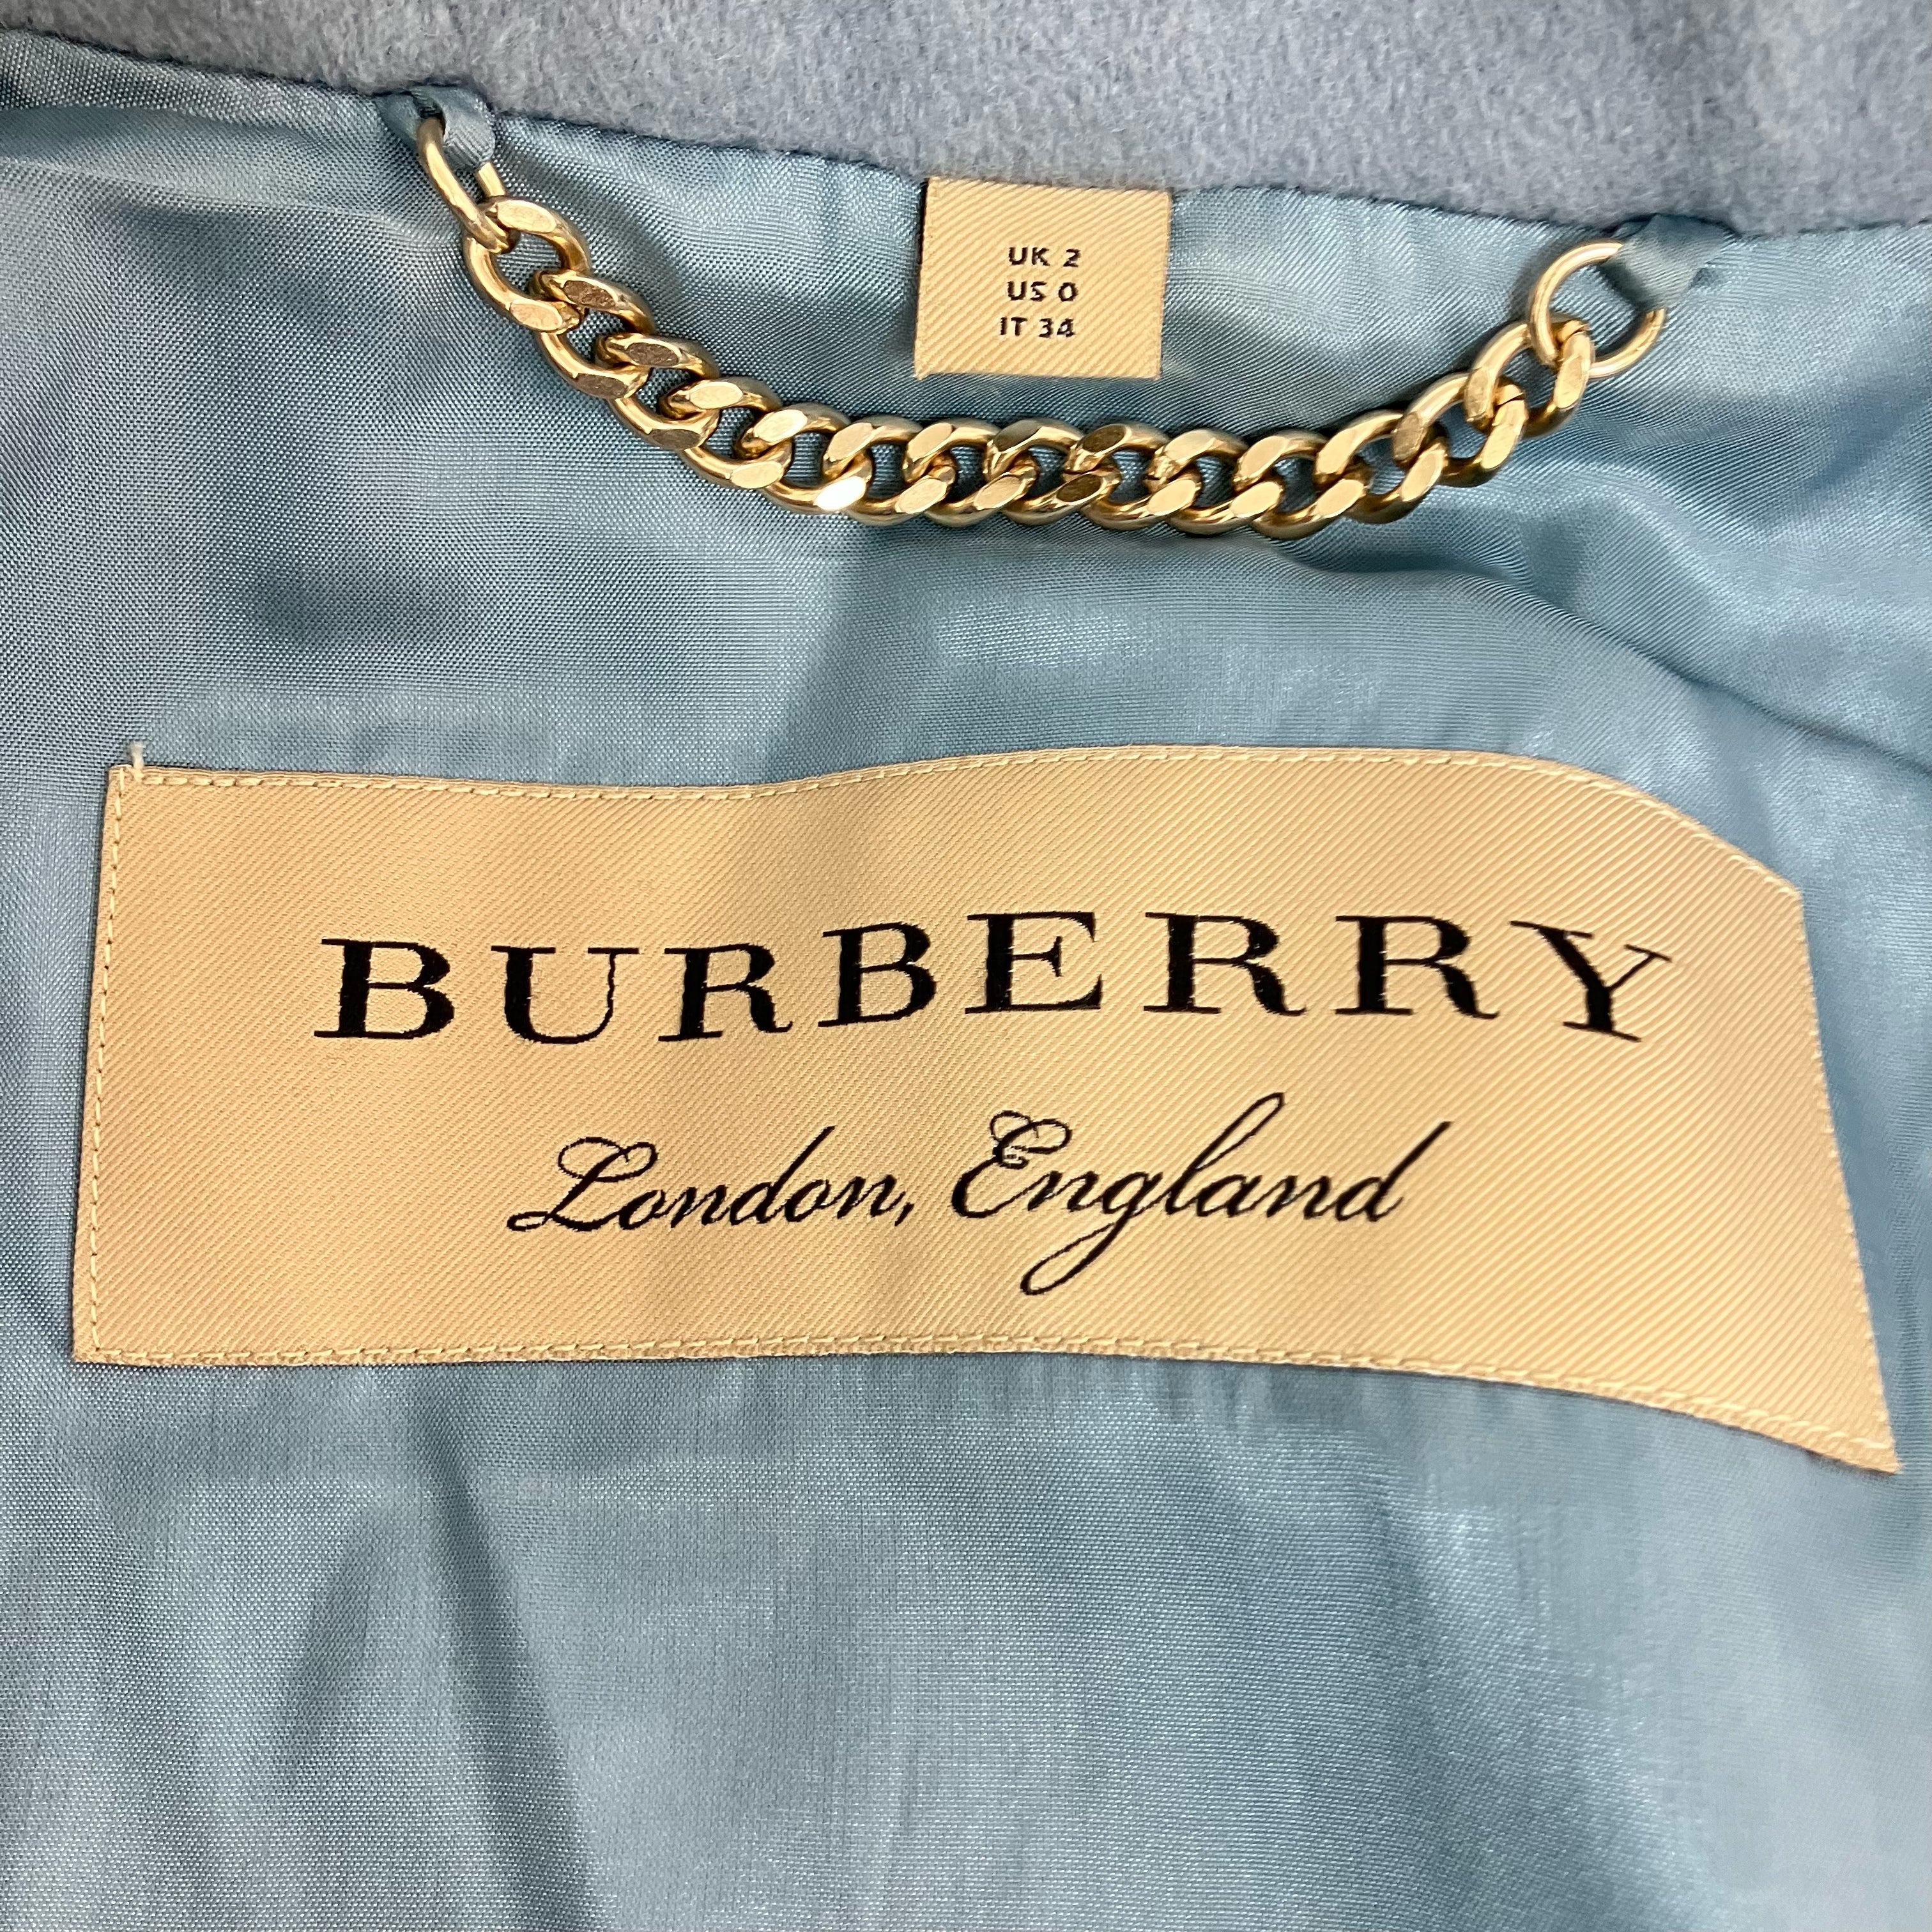 UK 2
US 0
IT 34
BURBERRY
London, England